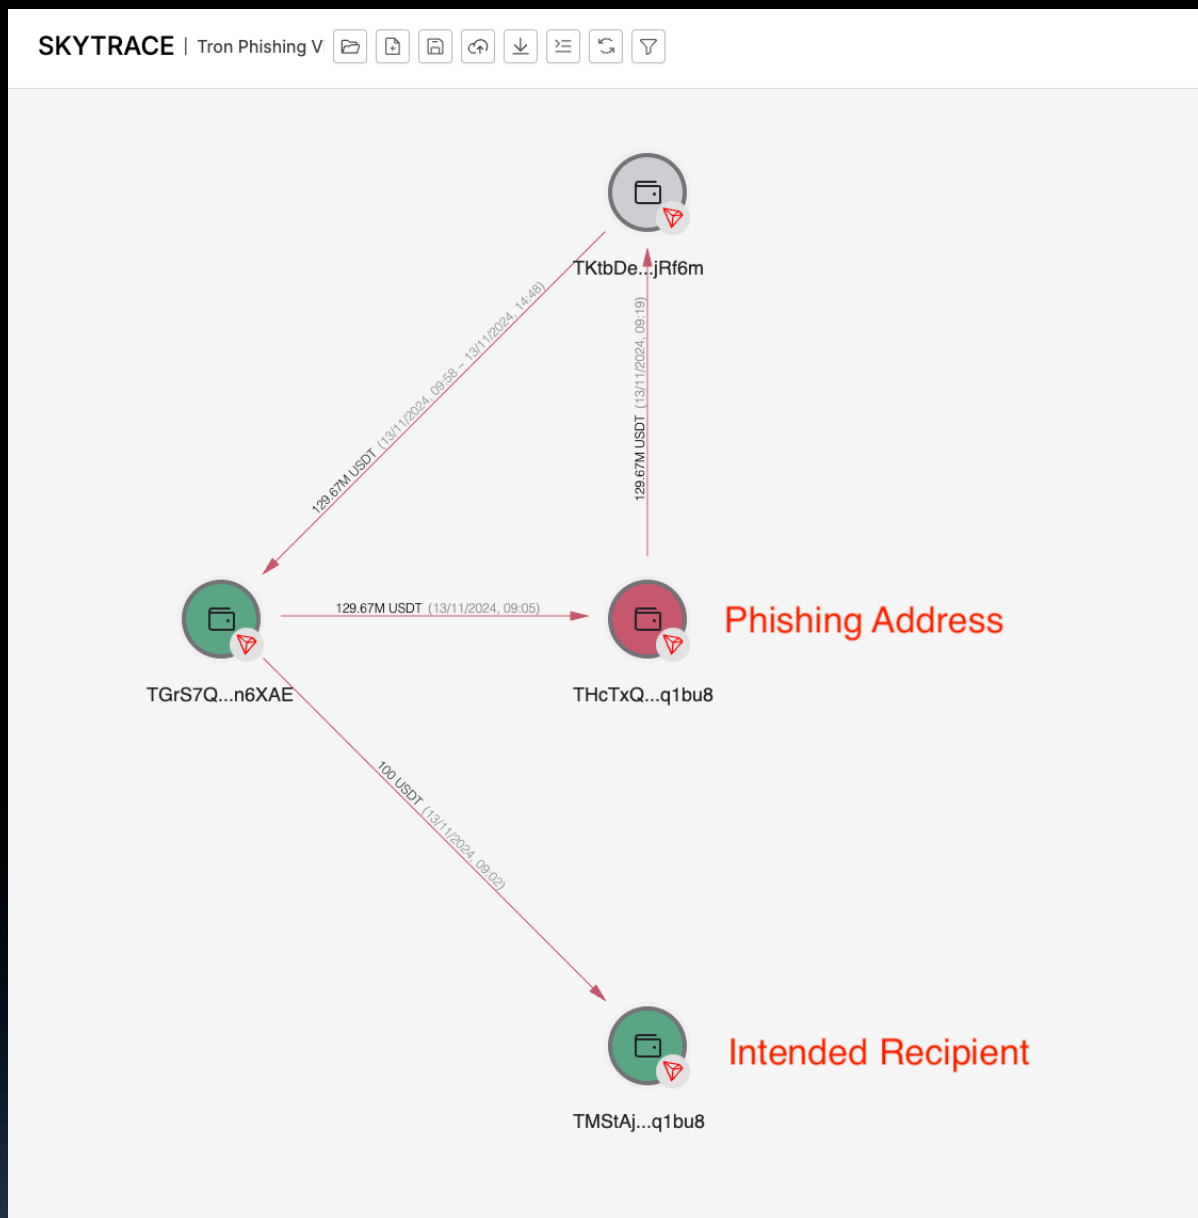 SKYTRACE | Tron Phishing V
TKtbDe...jRf6m
129.67M USDT (13/11/2024, 09:58 ~ 13/11/2024, 14:48)
129.67M USDT (13/11/2024, 09:19)
129.67M USDT (13/11/2024, 09:05)
Phishing Address
TGrS7Q...n6XAE
THcTxQ...q1bu8
100 USDT (13/11/2024, 09:02)
Intended Recipient
TMStAj...q1bu8